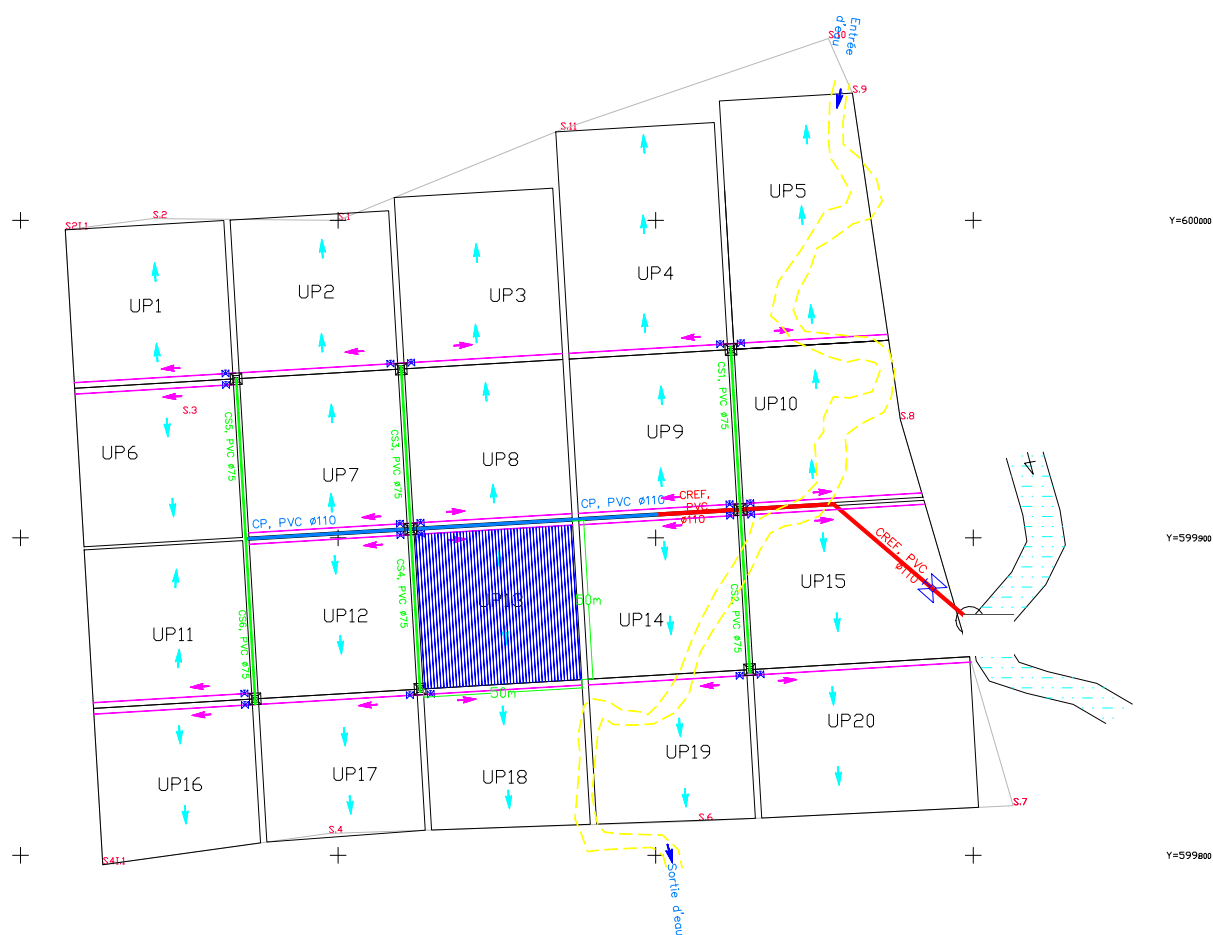 Entrée
d'eau
S.10
S.9
S.11
UP5
S.2
S.1
S21.1
Y=600000
UP4
UP1
UP2
UP3
CS1, PVC ø75
S.3
UP10
S.8
CS5, PVC ø75
CS3, PVC ø75
UP9
UP6
UP7
UP8
CP, PVC ø110
CP, PVC ø110
CREF,
PVC
ø110
Y=599900
CREF, PVC
ø110
CS4, PVC ø75
UP15
CS2, PVC ø75
UP13
50m
UP12
UP14
UP11
CS6, PVC ø75
50m
UP20
UP19
UP16
UP17
UP18
S.7
S.6
S.4
S41.1
Y=599800
Sortie d'eau